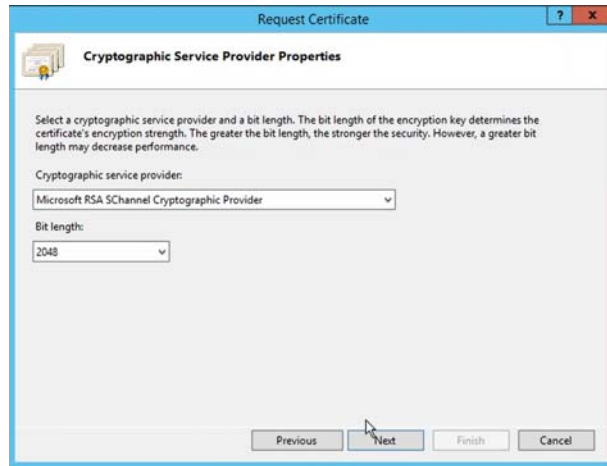 Request Certificate
? x
Cryptographic Service Provider Properties
Select a cryptographic service provider and a bit length. The bit length of the encryption key determines the
certificate's encryption strength. The greater the bit length, the stronger the security. However, a greater bit
length may decrease performance.
Cryptographic service provider:
Microsoft RSA SChannel Cryptographic Provider
Bit length:
2048
Previous Next Finish Cancel